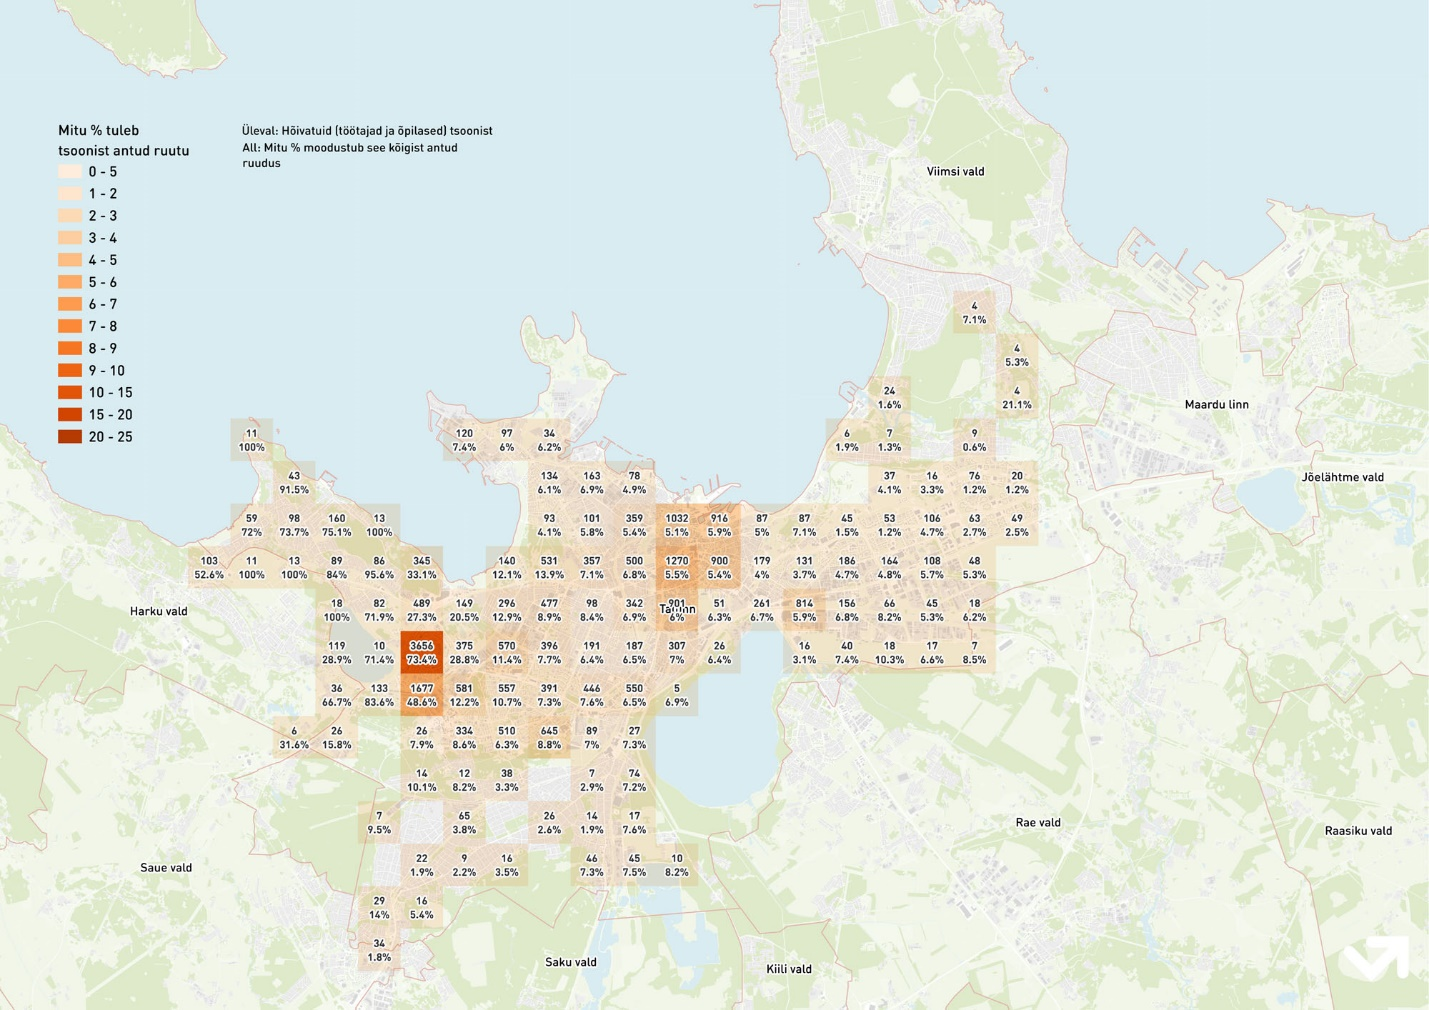 Mitu % tuleb
tsoonist antud ruutu
0 - 5
1 - 2
2 - 3
3 - 4
4 - 5
5 - 6
6 - 7
7 - 8
8 - 9
9 - 10
10 - 15
15 - 20
20 - 25
Üleval: Hõivatuid (töötajad ja õpilased) tsoonist
All: Mitu % moodustub see kõigist antud
ruudus
Viimsi vald
4
7.1%
4
5.3%
24 4
1.6% 21.1%
Maardu linn
11 120 97 34 6 7 9
100% 7.4% 6% 6.2% 1.9% 1.3% 0.6%
43 134 163 78 37 16 76 20
91.5% 6.1% 6.9% 4.9% 4.1% 3.3% 1.2% 1.2%
Jõelähtme vald
59 98 160 13 93 101 359 1032 916 87 87 45 53 106 63 49
72% 73.7% 75.1% 100% 4.1% 5.8% 5.4% 5.1% 5.9% 5% 7.1% 1.5% 1.2% 4.7% 2.7% 2.5%
103 11 13 89 86 345 140 531 357 500 1270 900 179 131 186 164 108 48
52.6% 100% 100% 84% 95.6% 33.1% 12.1% 13.9% 7.1% 6.8% 5.5% 5.4% 4% 3.7% 4.7% 4.8% 5.7% 5.3%
Harku vald
18 82 489 149 296 477 98 342 901 51 261 814 156 66 45 18
Tallinn
100% 71.9% 27.3% 20.5% 12.9% 8.9% 8.4% 6.9% 6% 6.3% 6.7% 5.9% 6.8% 8.2% 5.3% 6.2%
119 10 3656 375 570 396 191 187 307 26 16 40 18 17 7
28.9% 71.4% 73.4% 28.8% 11.4% 7.7% 6.4% 6.5% 7% 6.4% 3.1% 7.4% 10.3% 6.6% 8.5%
36 133 1677 581 557 391 446 550 5
66.7% 83.6% 48.6% 12.2% 10.7% 7.3% 7.6% 6.5% 6.9%
6 26 26 334 510 645 89 27
31.6% 15.8% 7.9% 8.6% 6.3% 8.8% 7% 7.3%
14 12 38 7 74
10.1% 8.2% 3.3% 2.9% 7.2%
7 65 26 14 17
9.5% 3.8% 2.6% 1.9% 7.6%
Rae vald
Raasiku vald
Saue vald
22 9 16 46 45 10
1.9% 2.2% 3.5% 7.3% 7.5% 8.2%
29 16
14% 5.4%
34
1.8%
Saku vald
Kiili vald